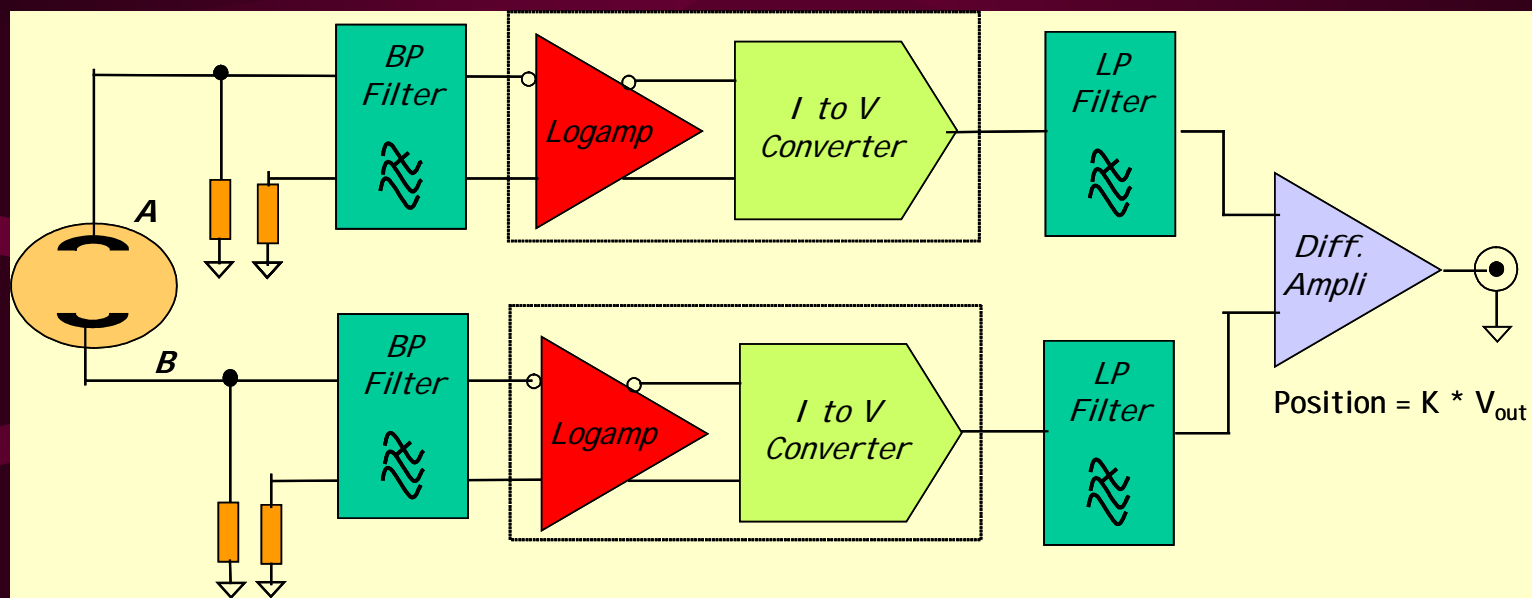 BP
Filter
Logamp
I to V
Converter
LP
Filter
A
Diff.
Ampli
B
BP
Filter
Logamp
I to V
Converter
LP
Filter
Position = K * Vout